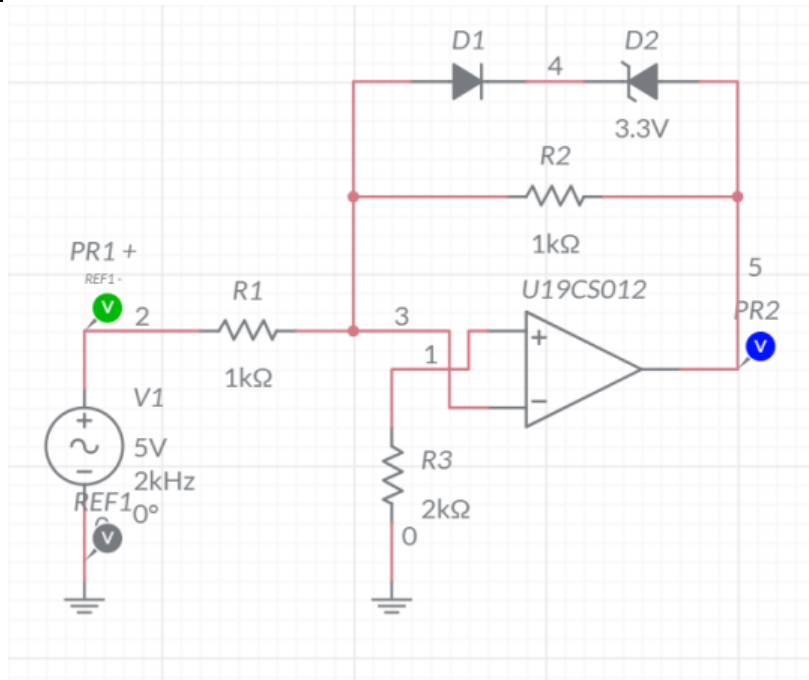 D1
4
D2
3.3V
R2
1kΩ
5
PR1 +
REF1 -
V
2
R1
1kΩ
3
1
U19CS012
+
−
PR2
V
V1
+
−
5V
2kHz
0°
REF1
0
V
R3
2kΩ
0